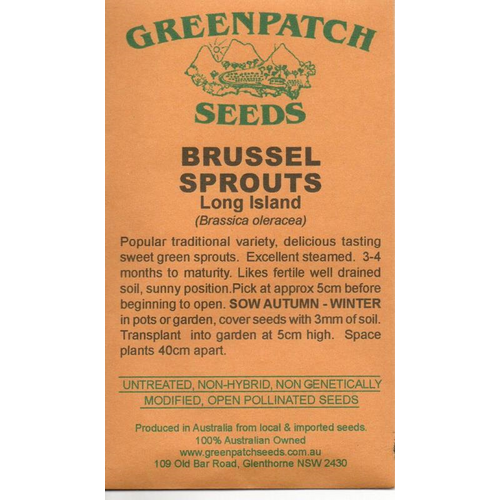 GREENPATCH
SEEDS
BRUSSEL
SPROUTS
Long Island
(Brassica oleracea)
Popular traditional variety, delicious tasting
sweet green sprouts. Excellent steamed. 3-4
months to maturity. Likes fertile well drained
soil, sunny position.Pick at approx 5cm before
beginning to open. SOW AUTUMN - WINTER
in pots or garden, cover seeds with 3mm of soil.
Transplant into garden at 5cm high. Space
plants 40cm apart.
UNTREATED, NON-HYBRID, NON GENETICALLY
MODIFIED, OPEN POLLINATED SEEDS
Produced in Australia from local & imported seeds.
100% Australian Owned
www.greenpatchseeds.com.au
109 Old Bar Road, Glenthorne NSW 2430